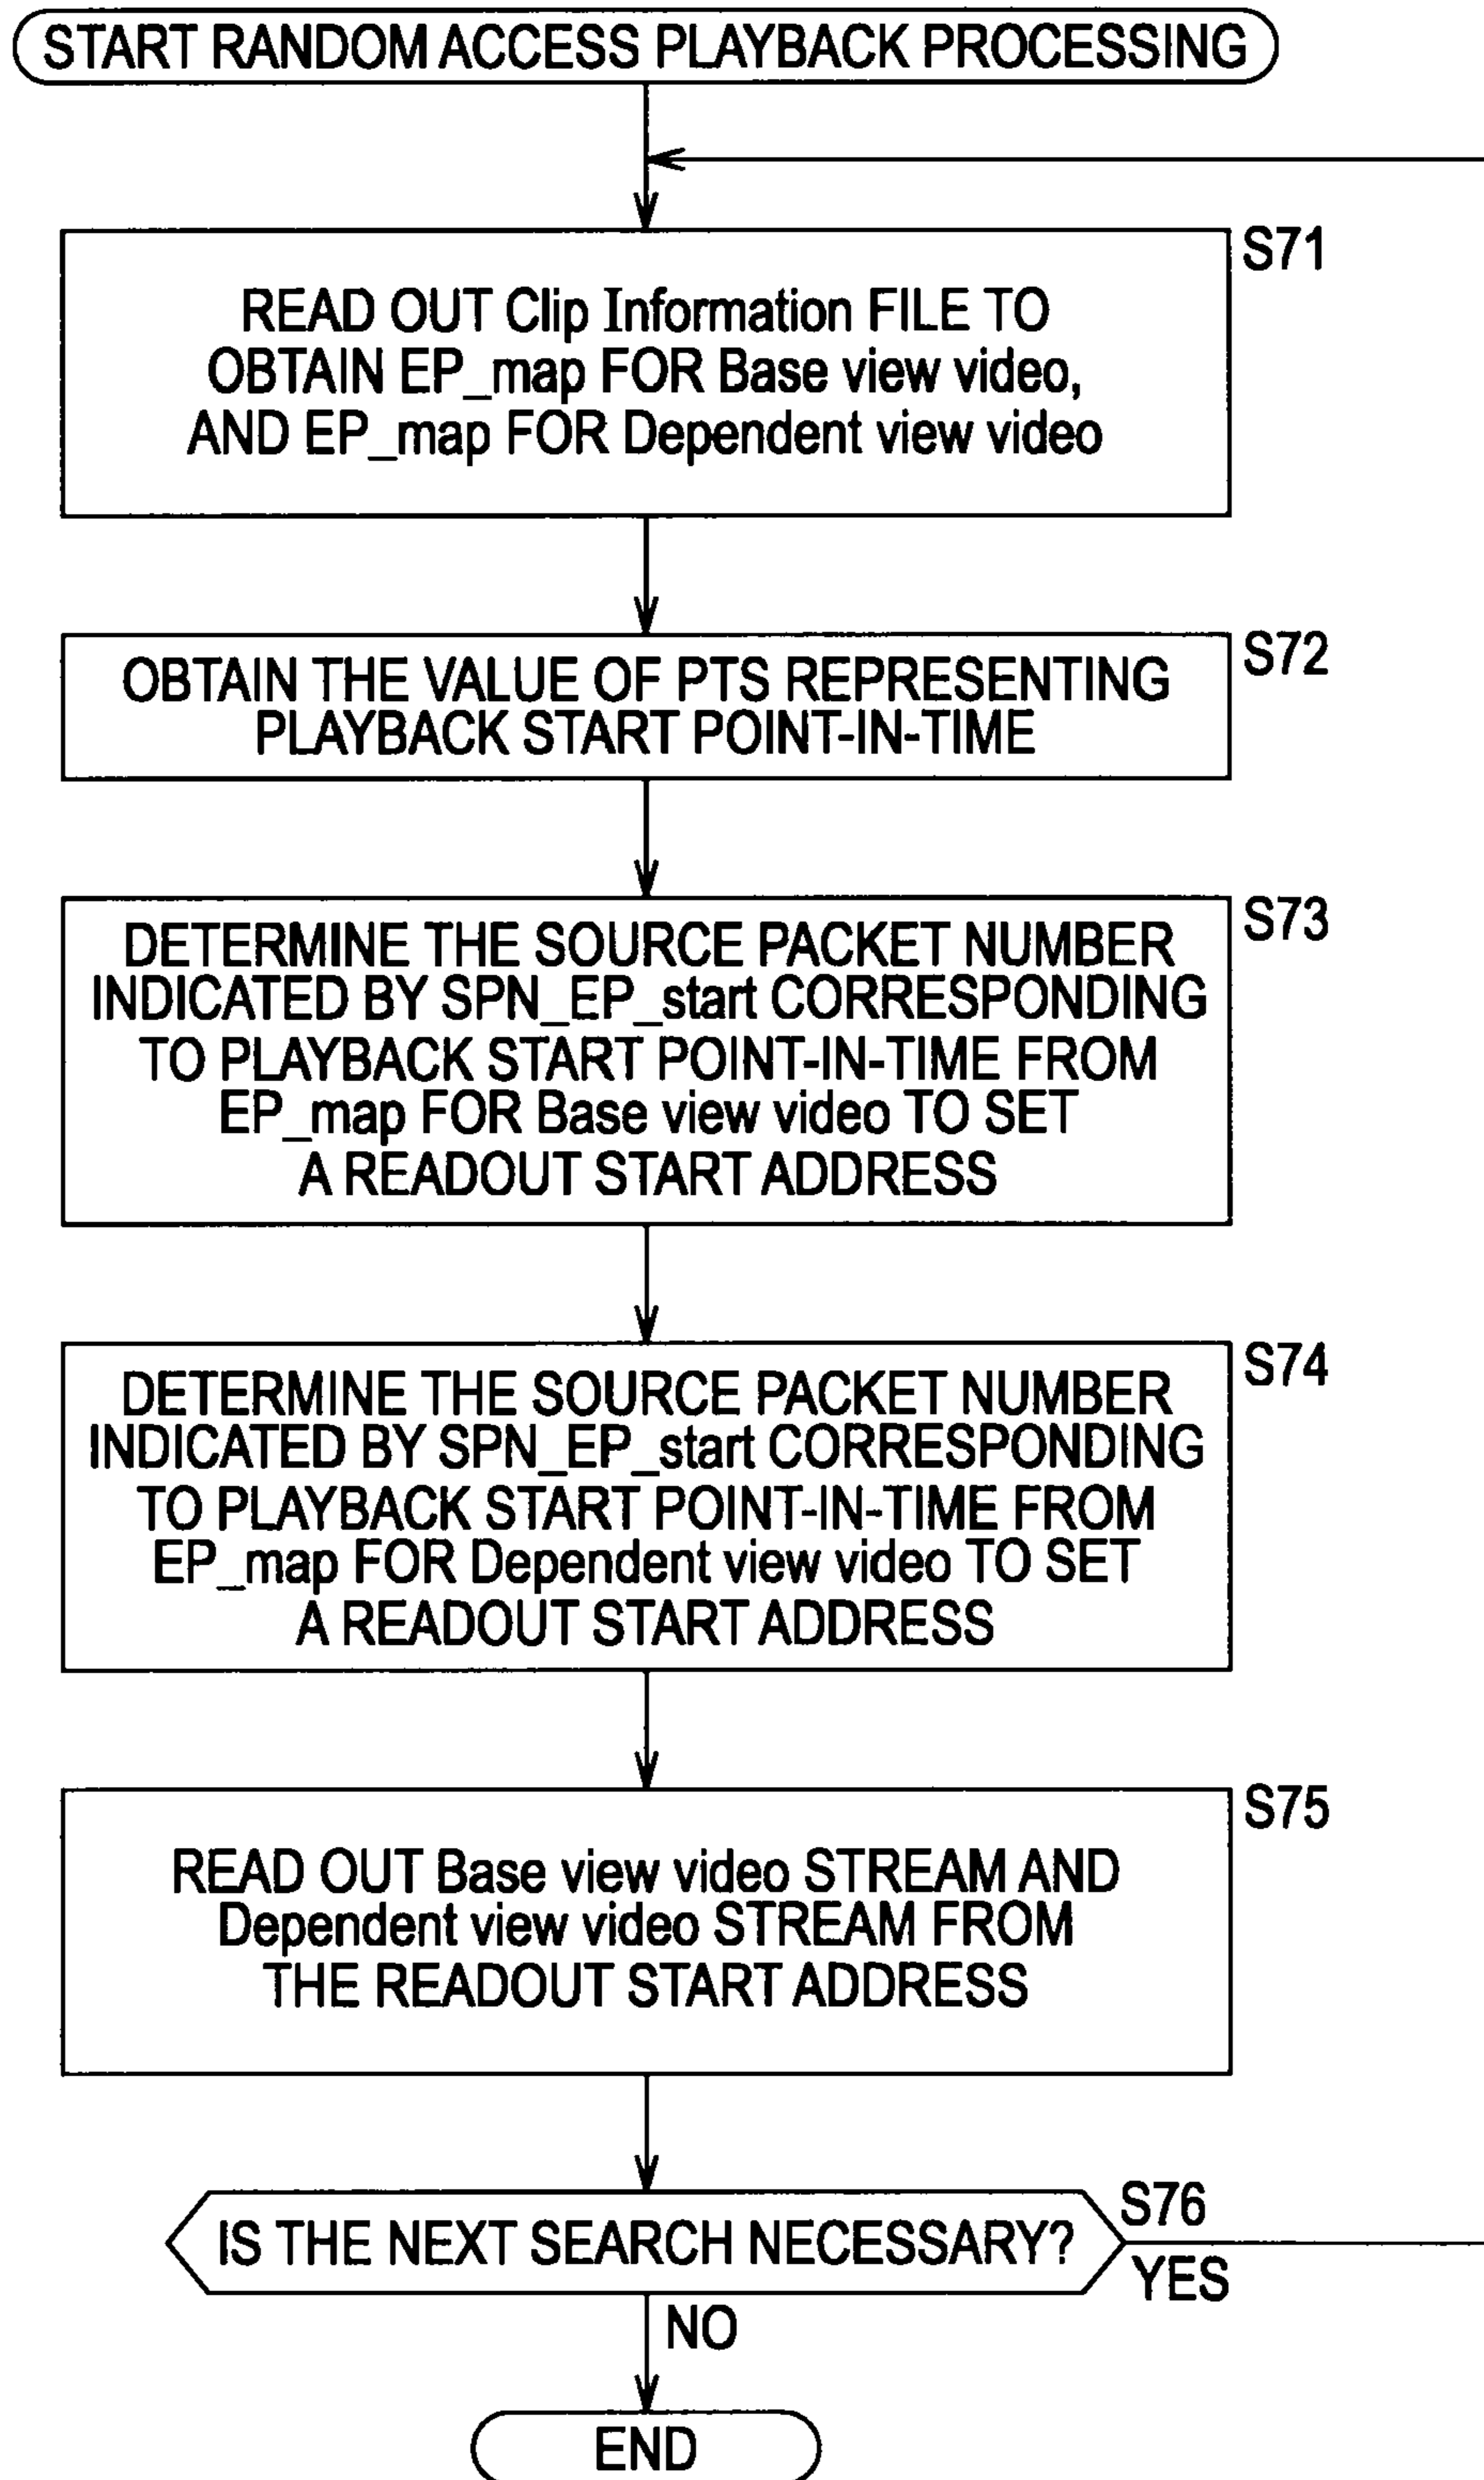 START RANDOM ACCESS PLAYBACK PROCESSING
S71
READ OUT Clip Information FILE TO
OBTAIN EP_map FOR Base view video,
AND EP_map FOR Dependent view video
S72
OBTAIN THE VALUE OF PTS REPRESENTING
PLAYBACK START POINT-IN-TIME
S73
DETERMINE THE SOURCE PACKET NUMBER
INDICATED BY SPN_EP_start CORRESPONDING
TO PLAYBACK START POINT-IN-TIME FROM
EP_map FOR Base view video TO SET
A READOUT START ADDRESS
S74
DETERMINE THE SOURCE PACKET NUMBER
INDICATED BY SPN_EP_start CORRESPONDING
TO PLAYBACK START POINT-IN-TIME FROM
EP_map FOR Dependent view video TO SET
A READOUT START ADDRESS
S75
READ OUT Base view video STREAM AND
Dependent view video STREAM FROM
THE READOUT START ADDRESS
S76
IS THE NEXT SEARCH NECESSARY?
YES
NO
END